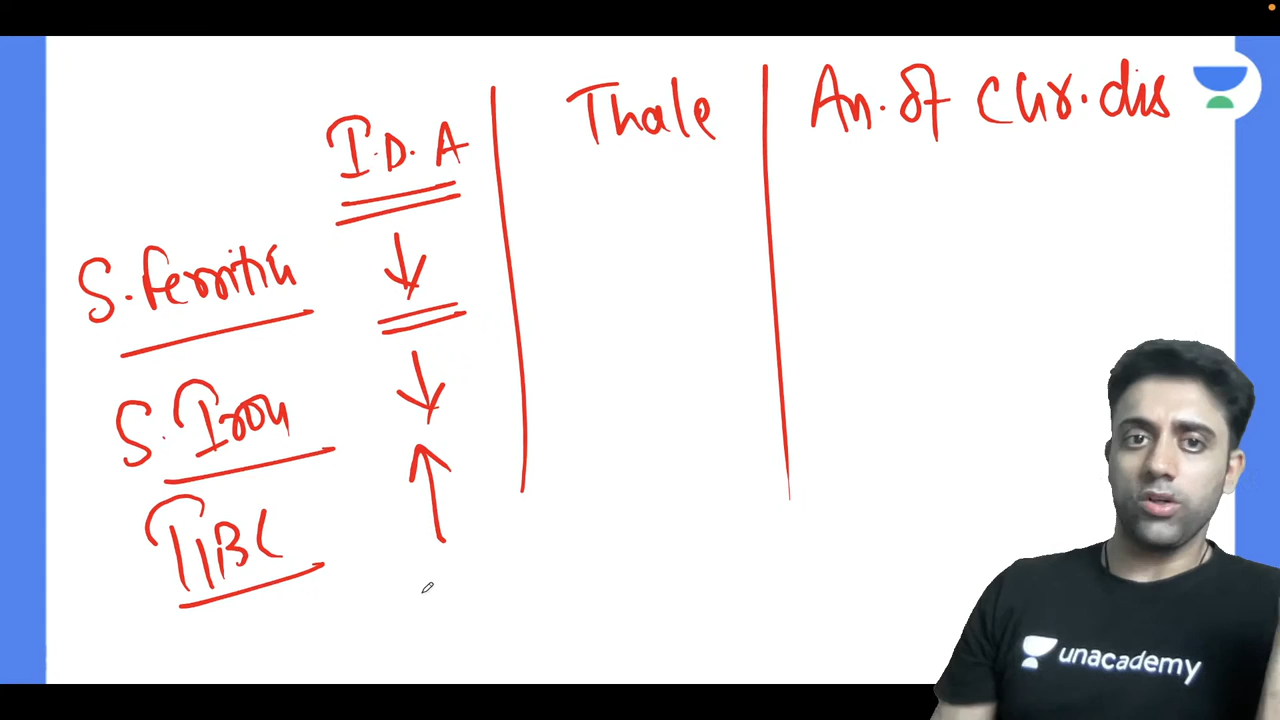 I.D.A Thale An. of chr. dis
S. Ferritin ↓
S. Iron ↓
TIBC ↑
unacademy